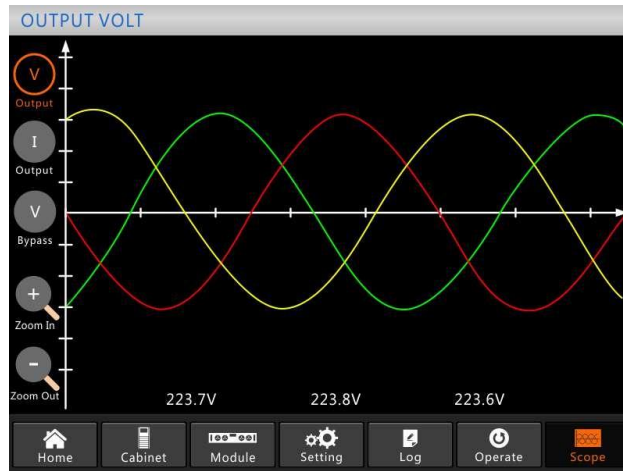 OUTPUT VOLT
V
Output
I
Output
V
Bypass
+
Zoom In
-
Zoom Out
223.7V 223.8V 223.6V
Home Cabinet Module Setting Log Operate Scope